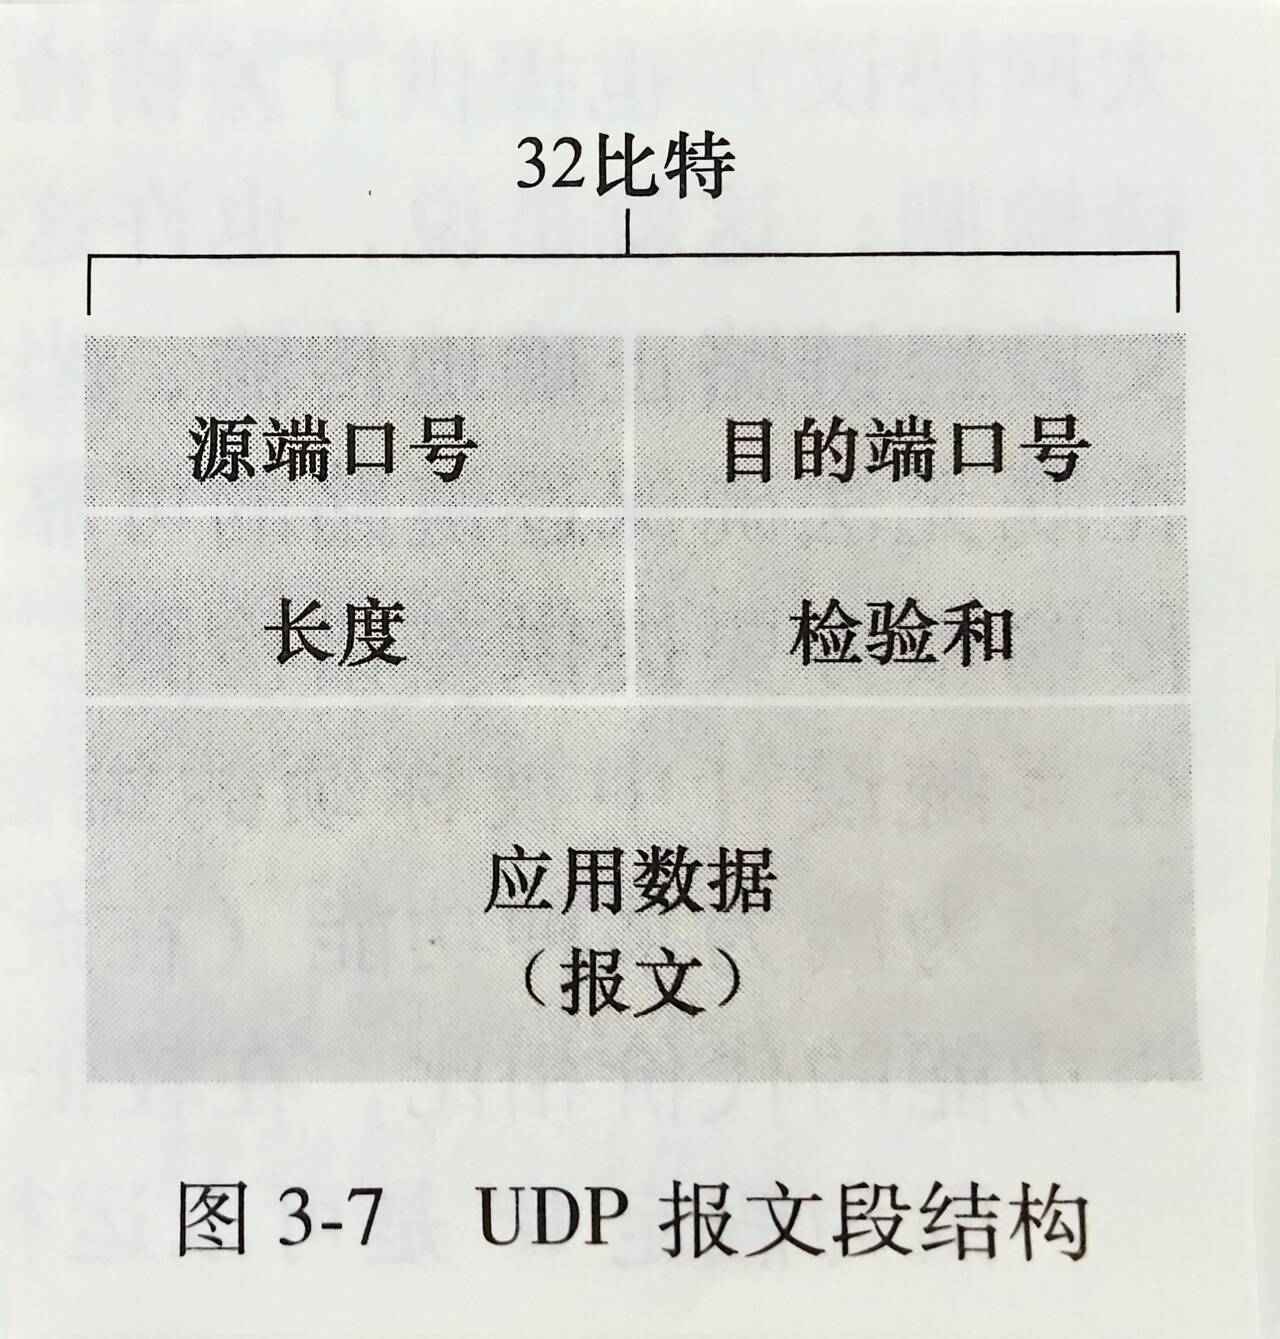 32比特
源端口号 目的端口号
长度 检验和
应用数据
（报文）
图 3-7 UDP 报文段结构